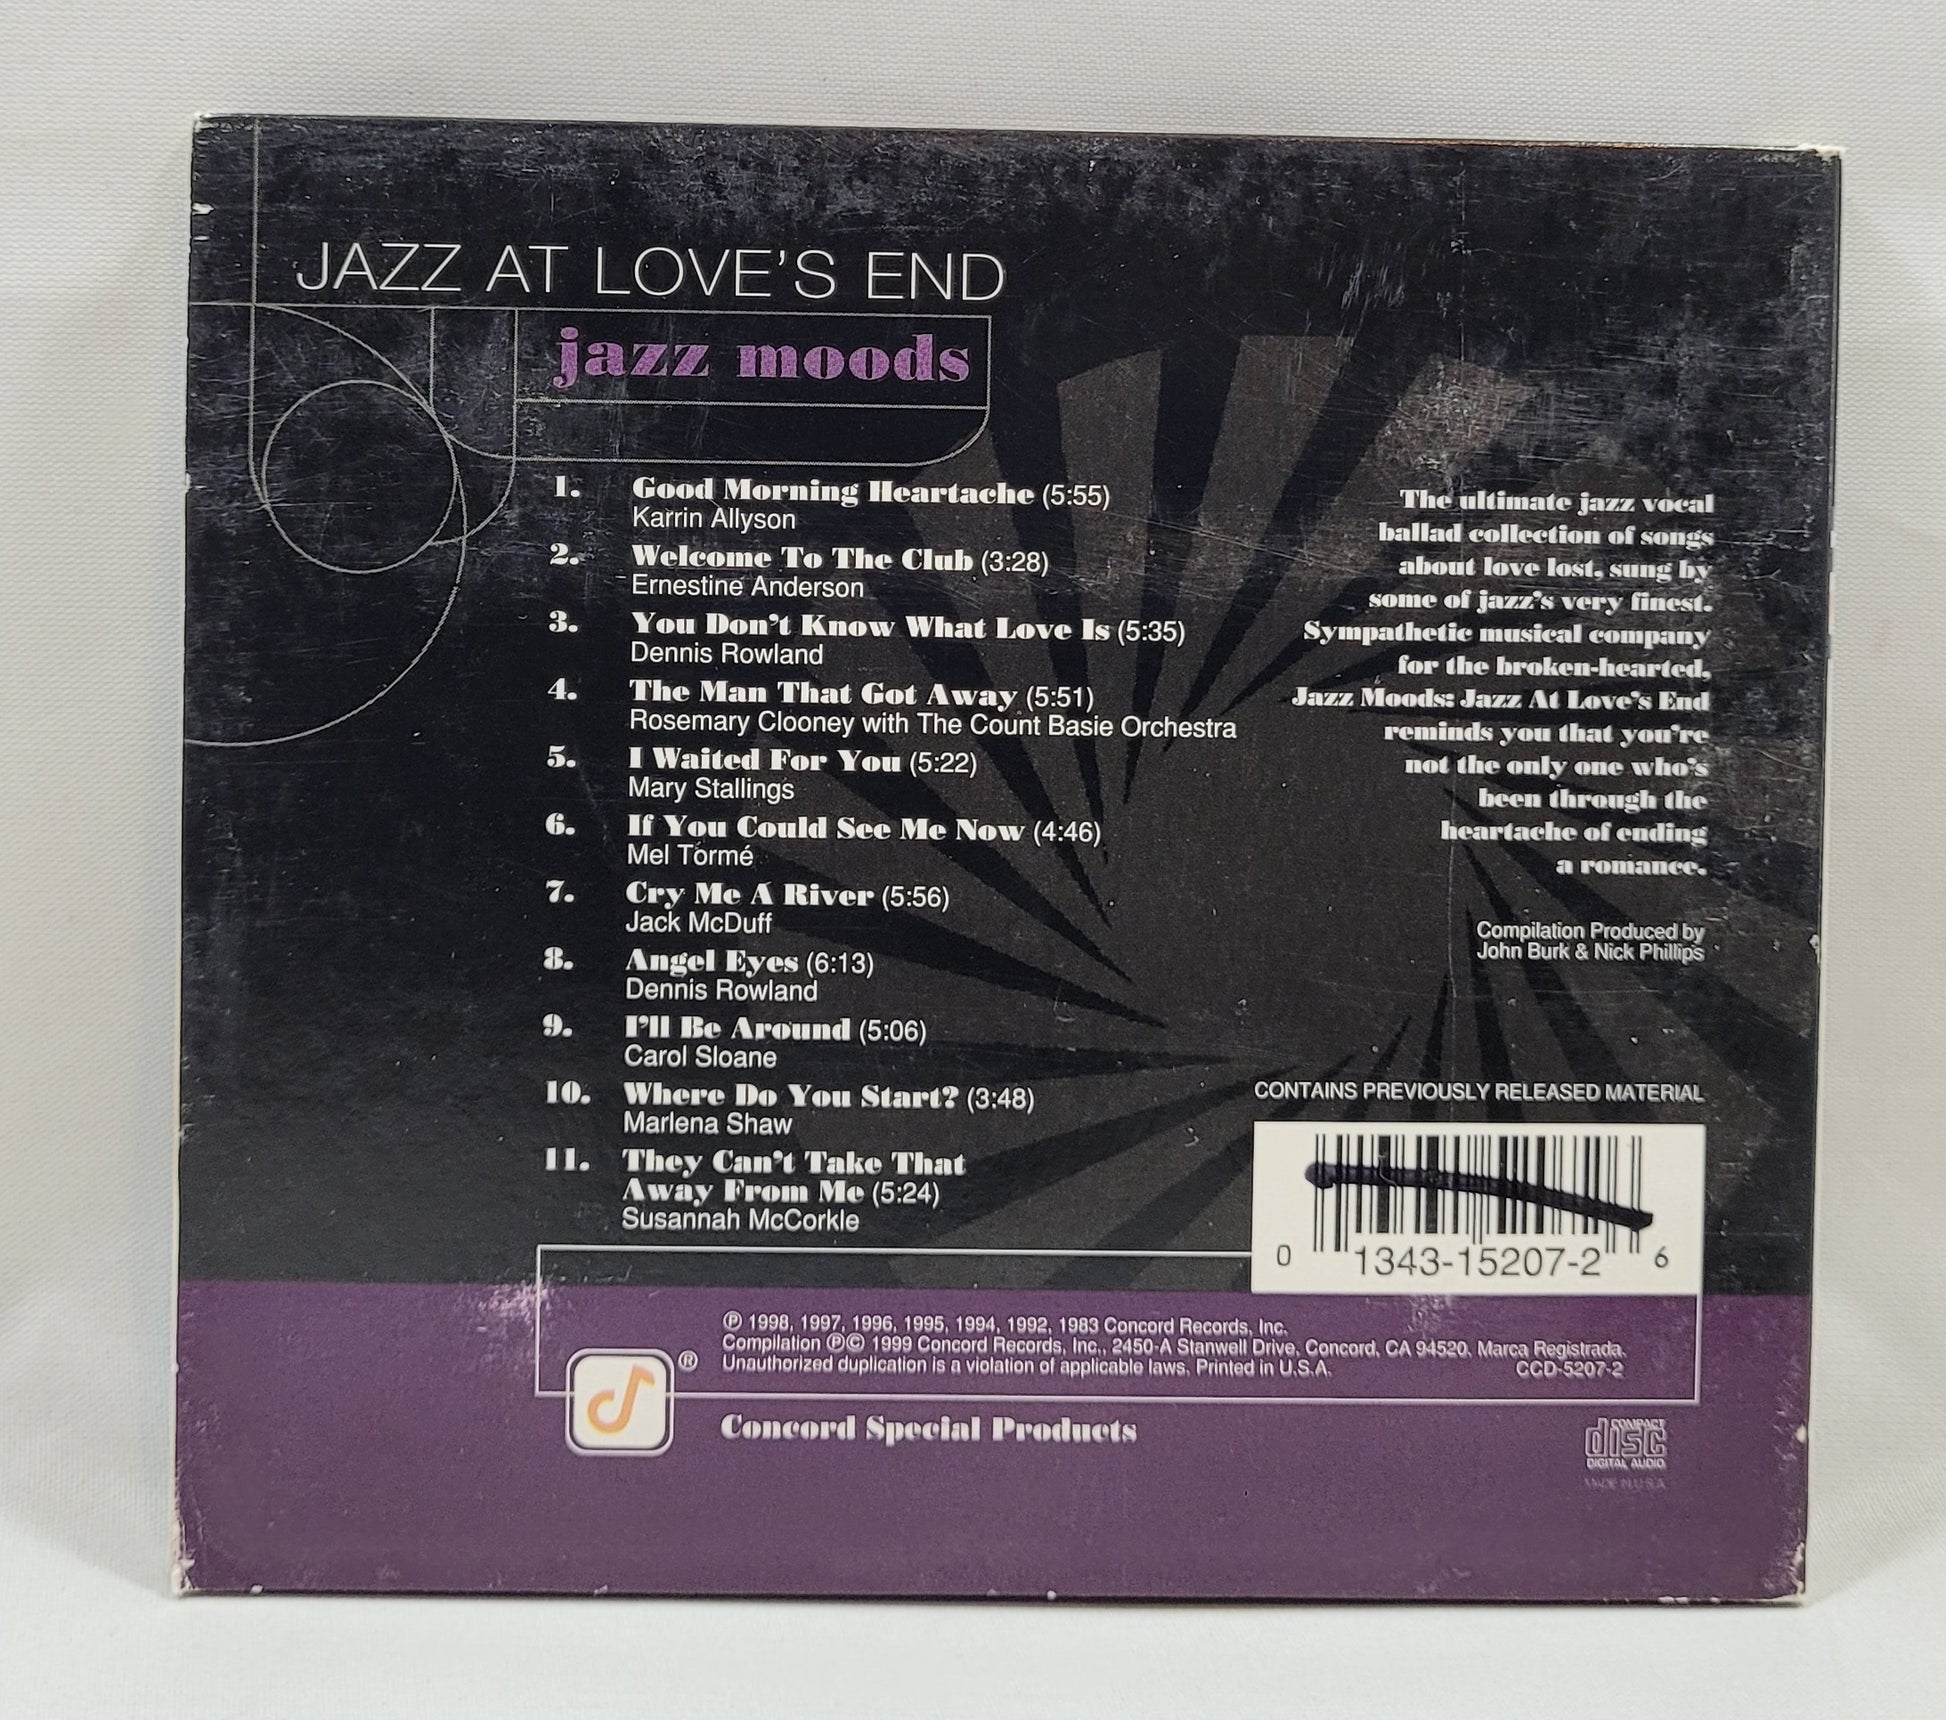 JAZZ AT LOVE'S END
jazz moods
1. Good Morning Heartache (5:55)
Karrin Allyson
2. Welcome To The Club (3:28)
Ernestine Anderson
3. You Don't Know What Love Is (5:35)
Dennis Rowland
4. The Man That Got Away (5:51)
Rosemary Clooney with The Count Basie Orchestra
5. I Waited For You (5:22)
Mary Stallings
6. If You Could See Me Now (4:46)
Mel Tormé
7. Cry Me A River (5:56)
Jack McDuff
8. Angel Eyes (6:13)
Dennis Rowland
9. I'll Be Around (5:06)
Carol Sloane
10. Where Do You Start? (3:48)
Marlena Shaw
11. They Can't Take That
Away From Me (5:24)
Susannah McCorkle
The ultimate jazz vocal
ballad collection of songs
about love lost, sung by
some of jazz's very finest.
Sympathetic musical company
for the broken-hearted,
Jazz Moods: Jazz At Love's End
reminds you that you're
not the only one who's
been through the
heartache of ending
a romance.
Compilation Produced by
John Burk & Nick Phillips
CONTAINS PREVIOUSLY RELEASED MATERIAL
0 1343-15207-2 6
℗ 1998, 1997, 1996, 1995, 1994, 1992, 1983 Concord Records, Inc.
Compilation ℗© 1999 Concord Records, Inc., 2450-A Stanwell Drive, Concord, CA 94520. Marca Registrada.
Unauthorized duplication is a violation of applicable laws. Printed in U.S.A. CCD-5207-2
®
Concord Special Products
COMPACT
disc
DIGITAL AUDIO
MADE IN U.S.A.